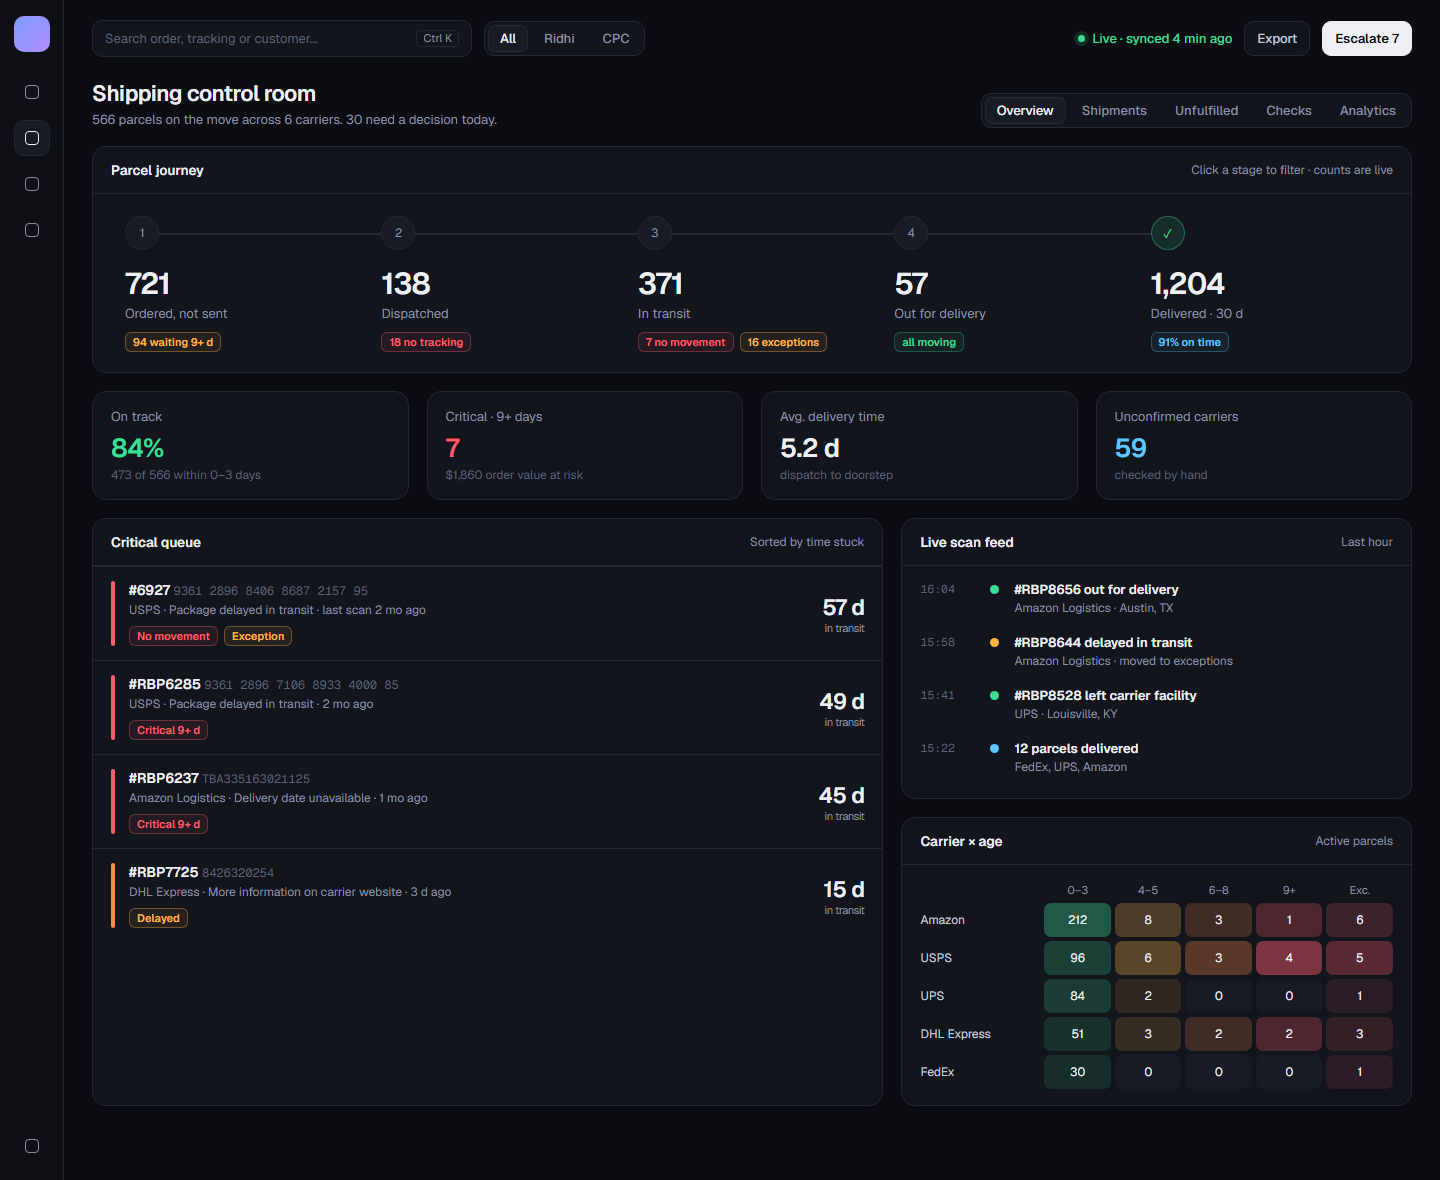 Search order, tracking or customer...
Ctrl K
All
Ridhi
CPC
Live · synced 4 min ago
Export
Escalate 7
Shipping control room
566 parcels on the move across 6 carriers. 30 need a decision today.
Overview
Shipments
Unfulfilled
Checks
Analytics
Parcel journey
Click a stage to filter · counts are live
1
2
3
4
✓
721
138
371
57
1,204
Ordered, not sent
Dispatched
In transit
Out for delivery
Delivered · 30 d
94 waiting 9+ d
18 no tracking
7 no movement
16 exceptions
all moving
91% on time
On track
84%
473 of 566 within 0–3 days
Critical · 9+ days
7
$1,860 order value at risk
Avg. delivery time
5.2 d
dispatch to doorstep
Unconfirmed carriers
59
checked by hand
Critical queue
Sorted by time stuck
#6927 9361 2896 8406 8687 2157 95
USPS · Package delayed in transit · last scan 2 mo ago
No movement
Exception
57 d
in transit
#RBP6285 9361 2896 7106 8933 4000 85
USPS · Package delayed in transit · 2 mo ago
Critical 9+ d
49 d
in transit
#RBP6237 TBA335163021125
Amazon Logistics · Delivery date unavailable · 1 mo ago
Critical 9+ d
45 d
in transit
#RBP7725 8426320254
DHL Express · More information on carrier website · 3 d ago
Delayed
15 d
in transit
Live scan feed
Last hour
16:04
#RBP8656 out for delivery
Amazon Logistics · Austin, TX
15:58
#RBP8644 delayed in transit
Amazon Logistics · moved to exceptions
15:41
#RBP8528 left carrier facility
UPS · Louisville, KY
15:22
12 parcels delivered
FedEx, UPS, Amazon
Carrier × age
Active parcels
0–3 4–5 6–8 9+ Exc.
Amazon 212 8 3 1 6
USPS 96 6 3 4 5
UPS 84 2 0 0 1
DHL Express 51 3 2 2 3
FedEx 30 0 0 0 1